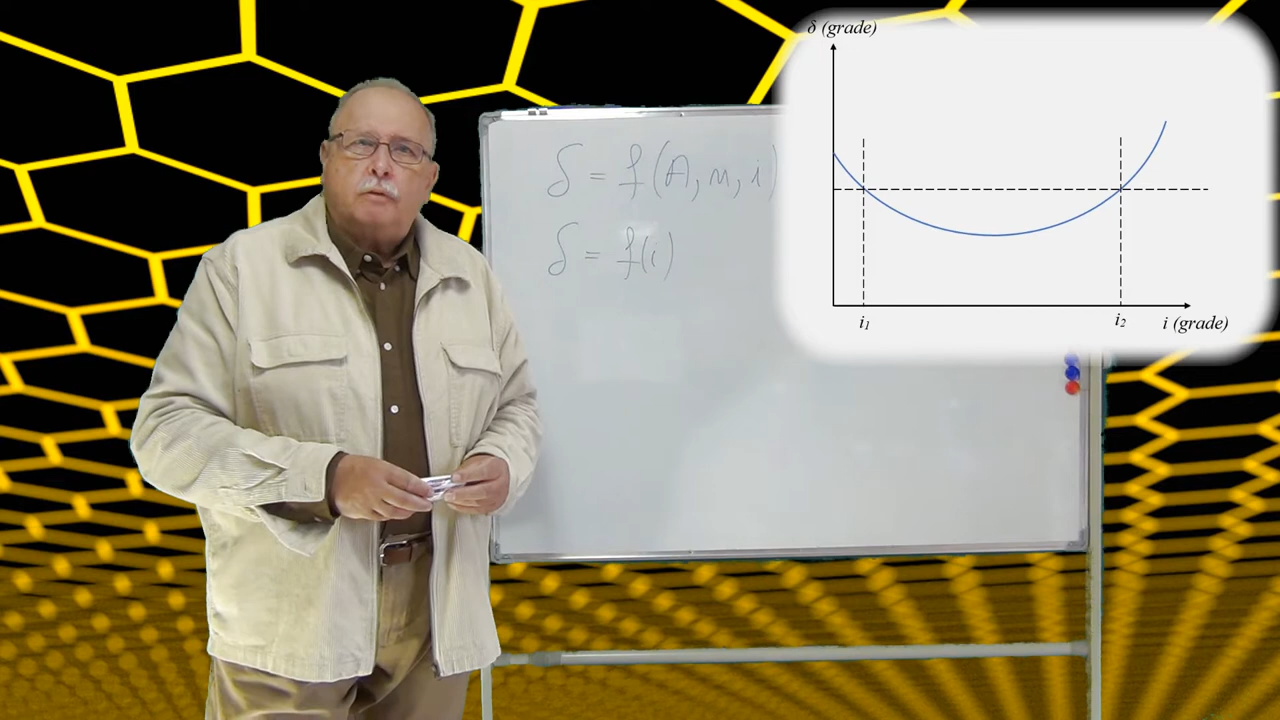 δ = f(A, n, i)
δ = f(i)
δ (grade)
i₁
i₂
i (grade)